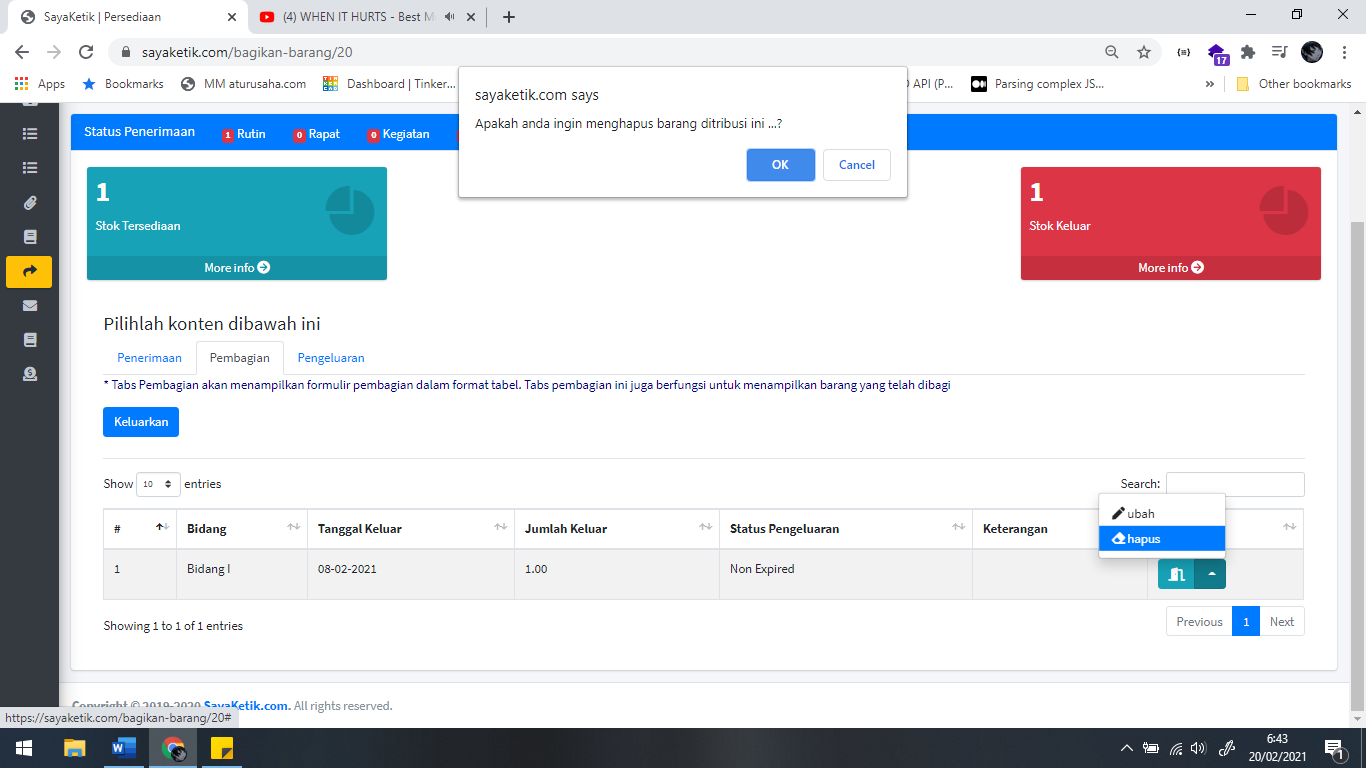 SayaKetik | Persediaan
(4) WHEN IT HURTS - Best M
sayaketik.com/bagikan-barang/20
17
Apps
Bookmarks
MM aturusaha.com
Dashboard | Tinker...
API (P...
Parsing complex JS...
»
Other bookmarks
sayaketik.com says
Apakah anda ingin menghapus barang ditribusi ini ...?
OK
Cancel
Status Penerimaan
1 Rutin
0 Rapat
0 Kegiatan
1
Stok Tersediaan
More info
1
Stok Keluar
More info
Pilihlah konten dibawah ini
Penerimaan
Pembagian
Pengeluaran
* Tabs Pembagian akan menampilkan formulir pembagian dalam format tabel. Tabs pembagian ini juga berfungsi untuk menampilkan barang yang telah dibagi
Keluarkan
Show 10 entries
Search:
ubah
hapus
# Bidang Tanggal Keluar Jumlah Keluar Status Pengeluaran Keterangan
1 Bidang I 08-02-2021 1.00 Non Expired
Showing 1 to 1 of 1 entries
Previous 1 Next
Copyright © 2019-2020 SayaKetik.com. All rights reserved.
https://sayaketik.com/bagikan-barang/20#
6:43
20/02/2021
1